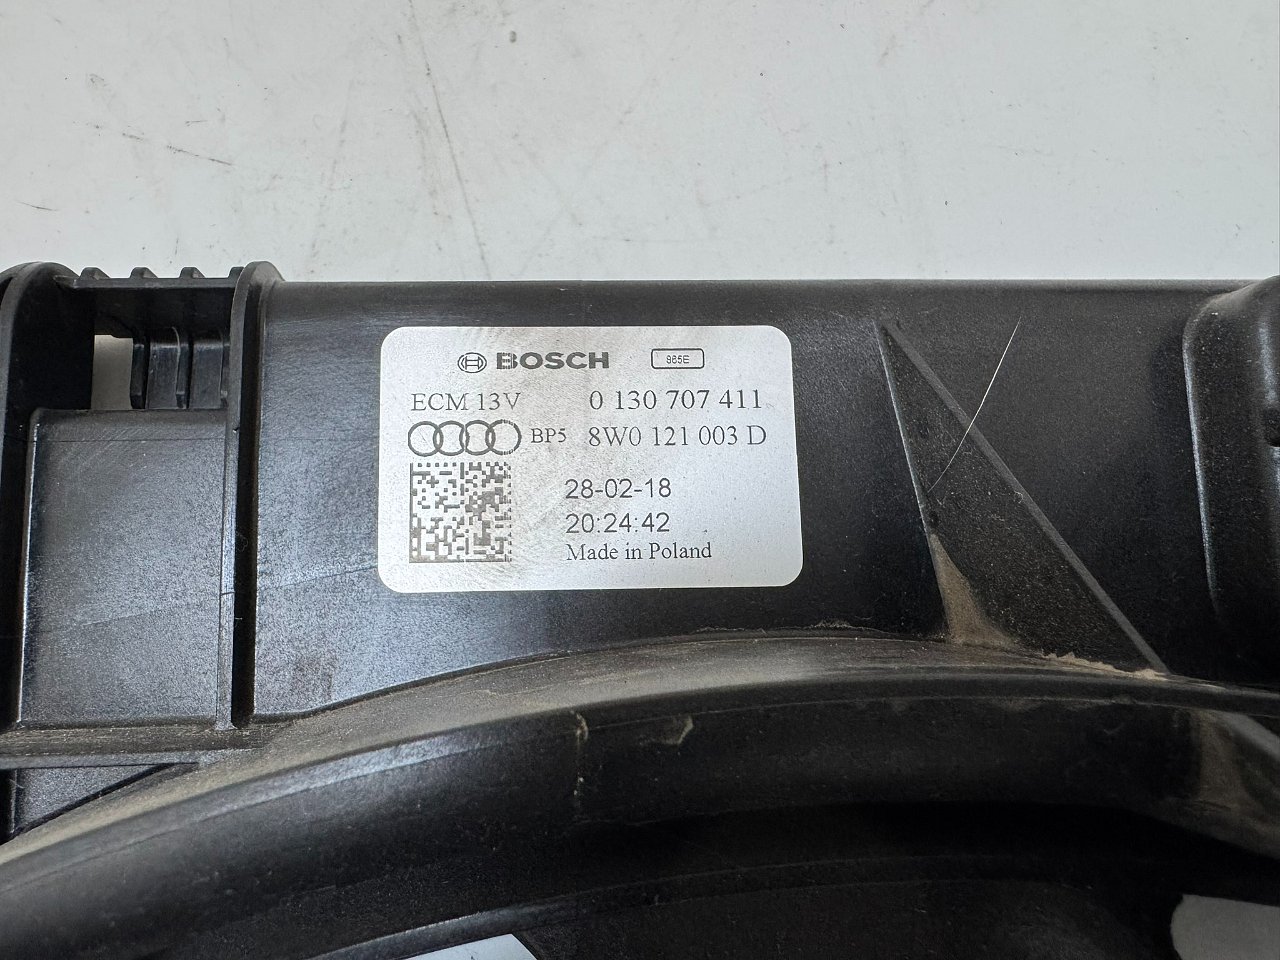 BOSCH 865E
ECM 13V 0 130 707 411
BP5 8W0 121 003 D
28-02-18
20:24:42
Made in Poland